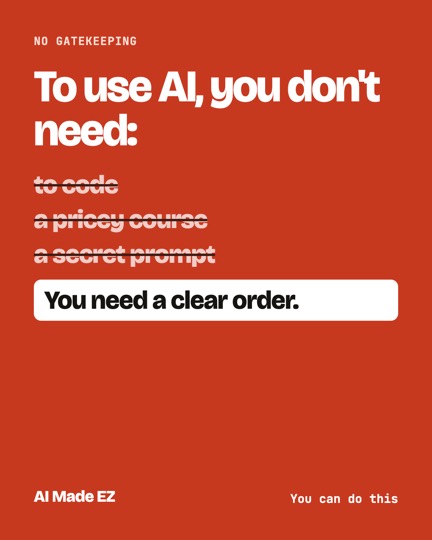 NO GATEKEEPING
To use AI, you don't
need:
to code
a pricey course
a secret prompt
You need a clear order.
AI Made EZ
You can do this